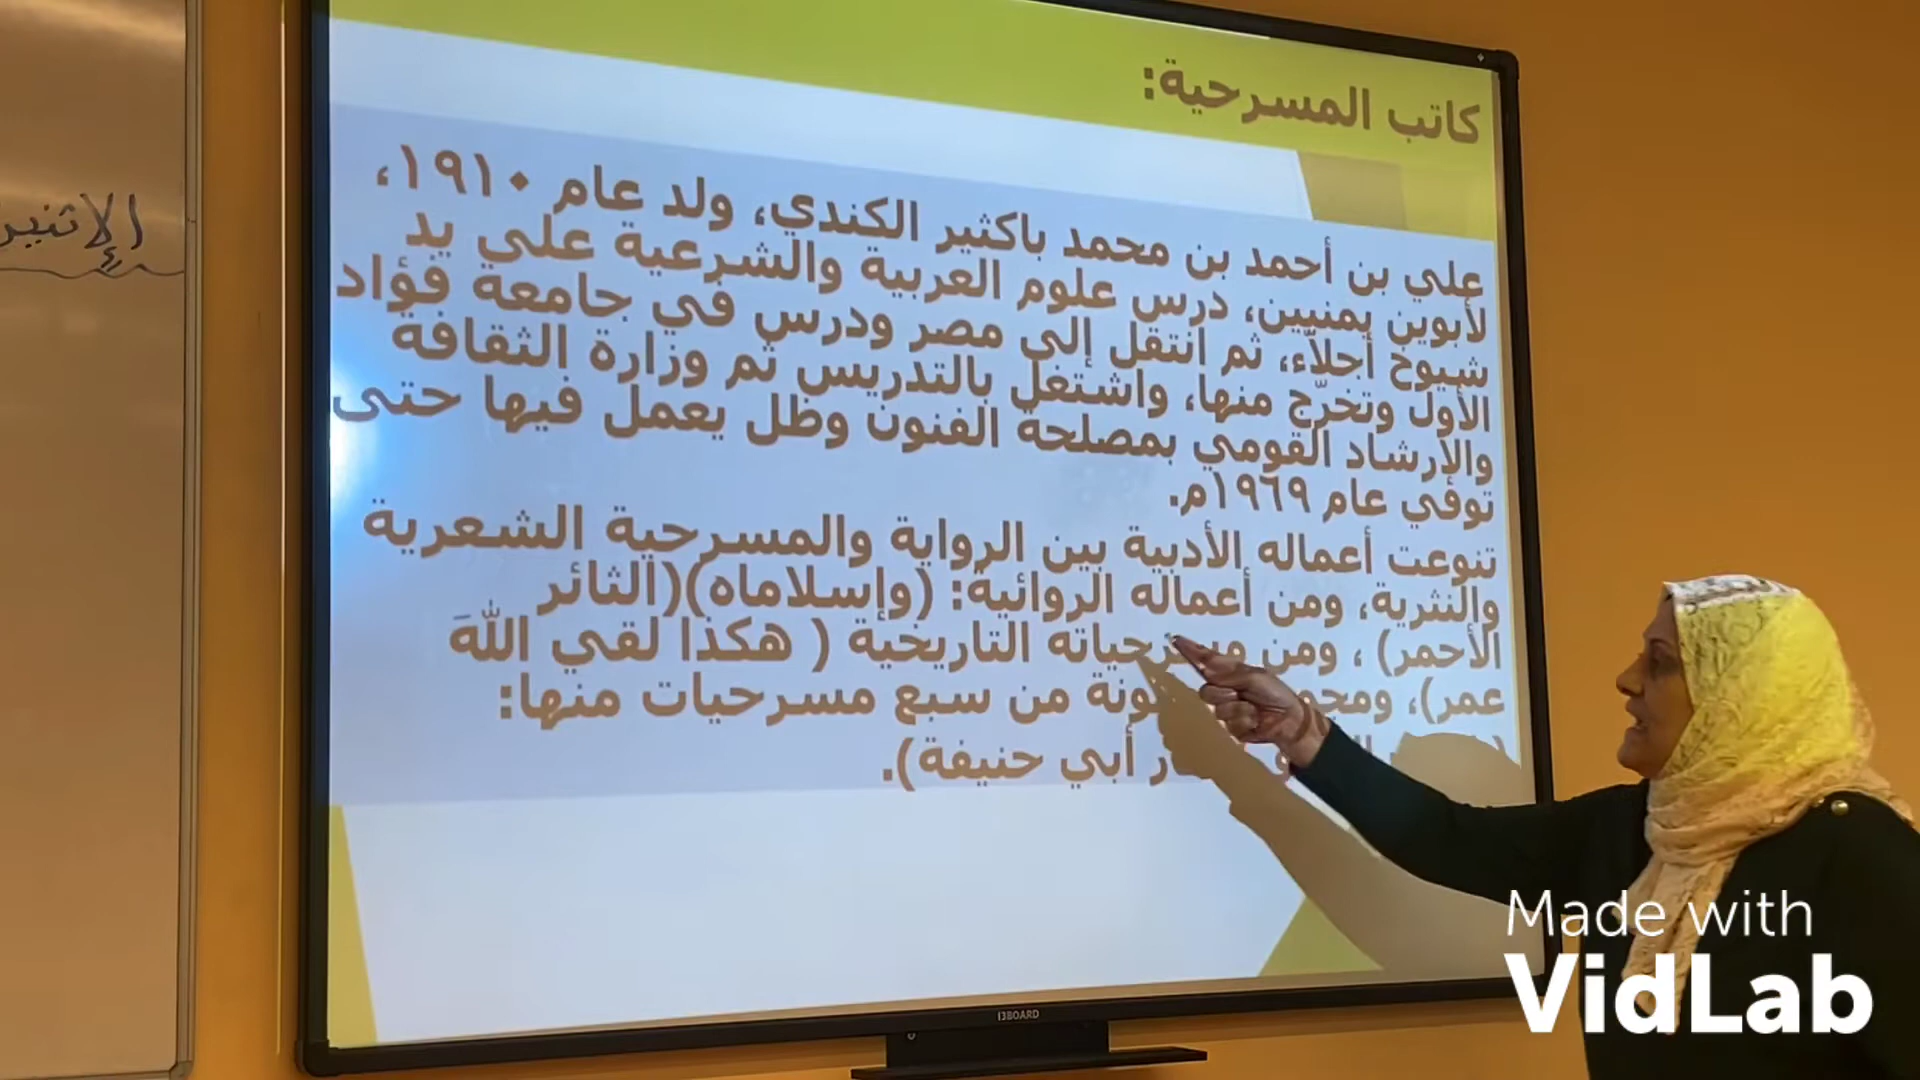 كاتب المسرحية:
علي بن أحمد بن محمد باكثير الكندي، ولد عام ١٩١٠،
لأبوين يمنيين، درس علوم العربية والشرعية على يد
شيوخ أجلاّء، ثم انتقل إلى مصر ودرس في جامعة فؤاد
الأول وتخرّج منها، واشتغل بالتدريس ثم وزارة الثقافة
والإرشاد القومي بمصلحة الفنون وظل يعمل فيها حتى
توفي عام ١٩٦٩م.
تنوعت أعماله الأدبية بين الرواية والمسرحية الشعرية
والنثرية، ومن أعماله الروائية: (وإسلاماه)(الثائر
الأحمر) ، ومن مسرحياته التاريخية ( هكذا لقي اللهَ
عمر)، من سبع مسرحيات منها:
أبي حنيفة).
الإثنين
I3BOARD
Made with
VidLab